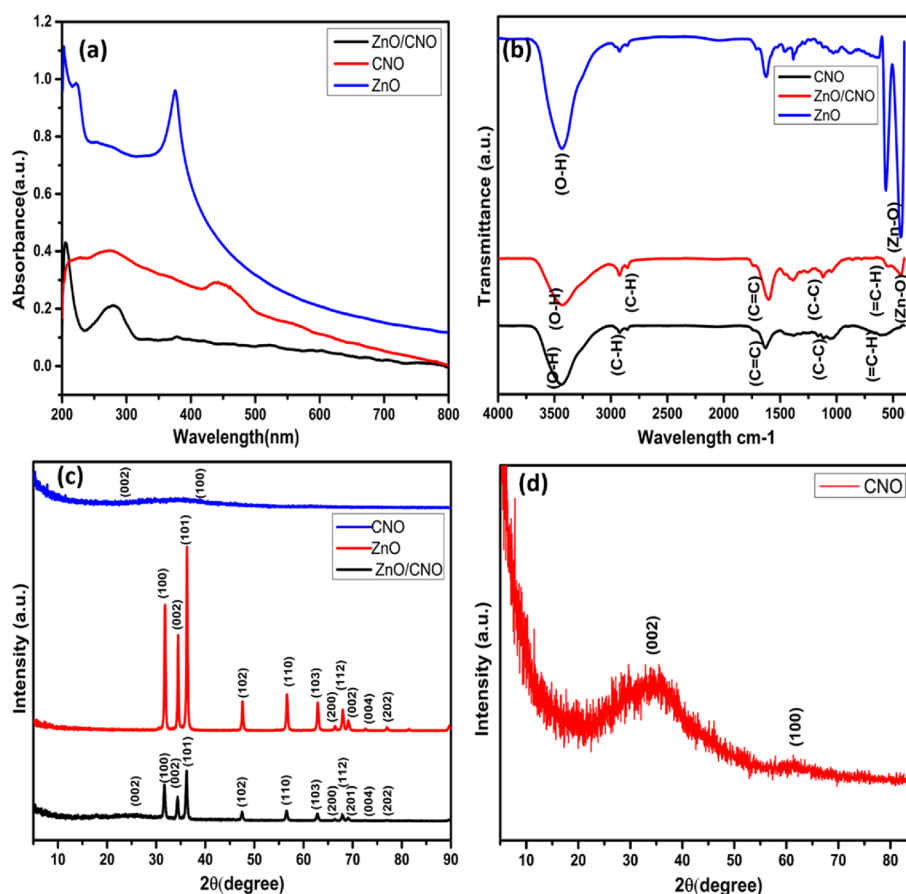 (a)
ZnO/CNO
CNO
ZnO
1.2
1.0
0.8
0.6
0.4
0.2
0.0
Absorbance(a.u.)
200 300 400 500 600 700 800
Wavelength(nm)
(b)
CNO
ZnO/CNO
ZnO
Transmittance (a.u.)
(O-H)
(Zn-O)
(O-H)
(C-H)
(C=C)
(C-C)
(=C-H)
(Zn-O)
(O-H)
(C-H)
(C=C)
(C-C)
(=C-H)
4000 3500 3000 2500 2000 1500 1000 500
Wavelength cm-1
(c)
(002) (100)
CNO
ZnO
ZnO/CNO
Intensity (a.u.)
(100) (002) (101) (102) (110) (103) (200) (112) (002) (004) (202)
(002) (100) (002) (101) (102) (110) (103) (200) (112) (201) (004) (202)
10 20 30 40 50 60 70 80 90
2θ(degree)
(d)
CNO
Intensity (a.u.)
(002)
(100)
20 40 60 80
2θ(degree)